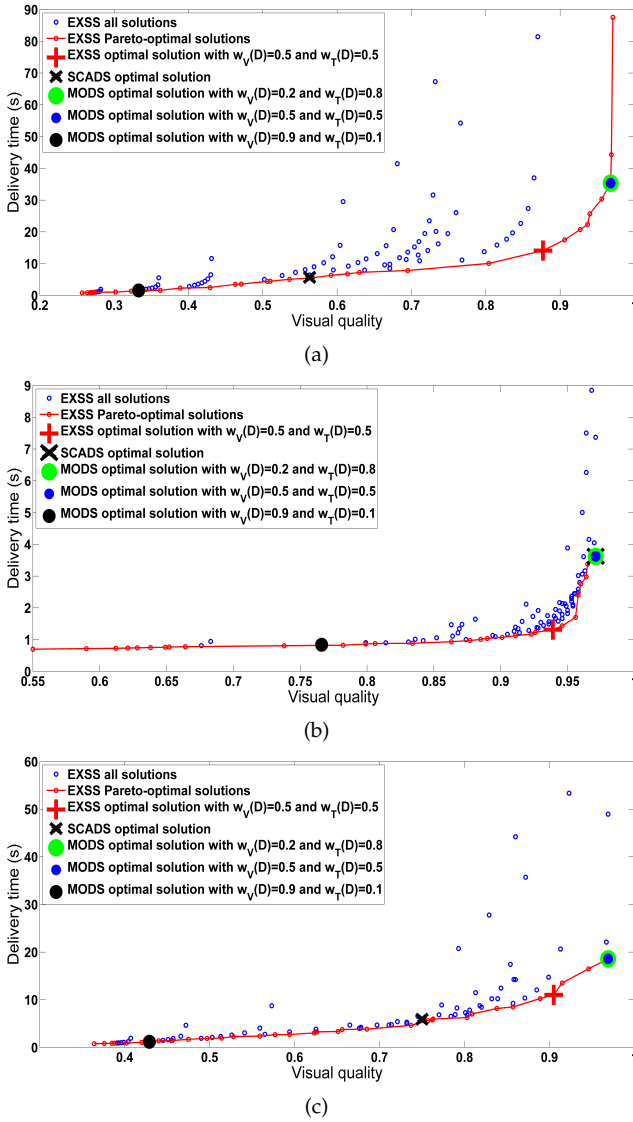 90
80
70
60
50
40
30
20
10
0
Delivery time (s)
EXSS all solutions
EXSS Pareto-optimal solutions
EXSS optimal solution with w_V(D)=0.5 and w_T(D)=0.5
SCADS optimal solution
MODS optimal solution with w_V(D)=0.2 and w_T(D)=0.8
MODS optimal solution with w_V(D)=0.5 and w_T(D)=0.5
MODS optimal solution with w_V(D)=0.9 and w_T(D)=0.1
0.2 0.3 0.4 0.5 0.6 0.7 0.8 0.9 1
Visual quality
(a)
9
8
7
6
5
4
3
2
1
0
Delivery time (s)
EXSS all solutions
EXSS Pareto-optimal solutions
EXSS optimal solution with w_V(D)=0.5 and w_T(D)=0.5
SCADS optimal solution
MODS optimal solution with w_V(D)=0.2 and w_T(D)=0.8
MODS optimal solution with w_V(D)=0.5 and w_T(D)=0.5
MODS optimal solution with w_V(D)=0.9 and w_T(D)=0.1
0.55 0.6 0.65 0.7 0.75 0.8 0.85 0.9 0.95 1
Visual quality
(b)
60
50
40
30
20
10
0
Delivery time (s)
EXSS all solutions
EXSS Pareto-optimal solutions
EXSS optimal solution with w_V(D)=0.5 and w_T(D)=0.5
SCADS optimal solution
MODS optimal solution with w_V(D)=0.2 and w_T(D)=0.8
MODS optimal solution with w_V(D)=0.5 and w_T(D)=0.5
MODS optimal solution with w_V(D)=0.9 and w_T(D)=0.1
0.4 0.5 0.6 0.7 0.8 0.9 1
Visual quality
(c)